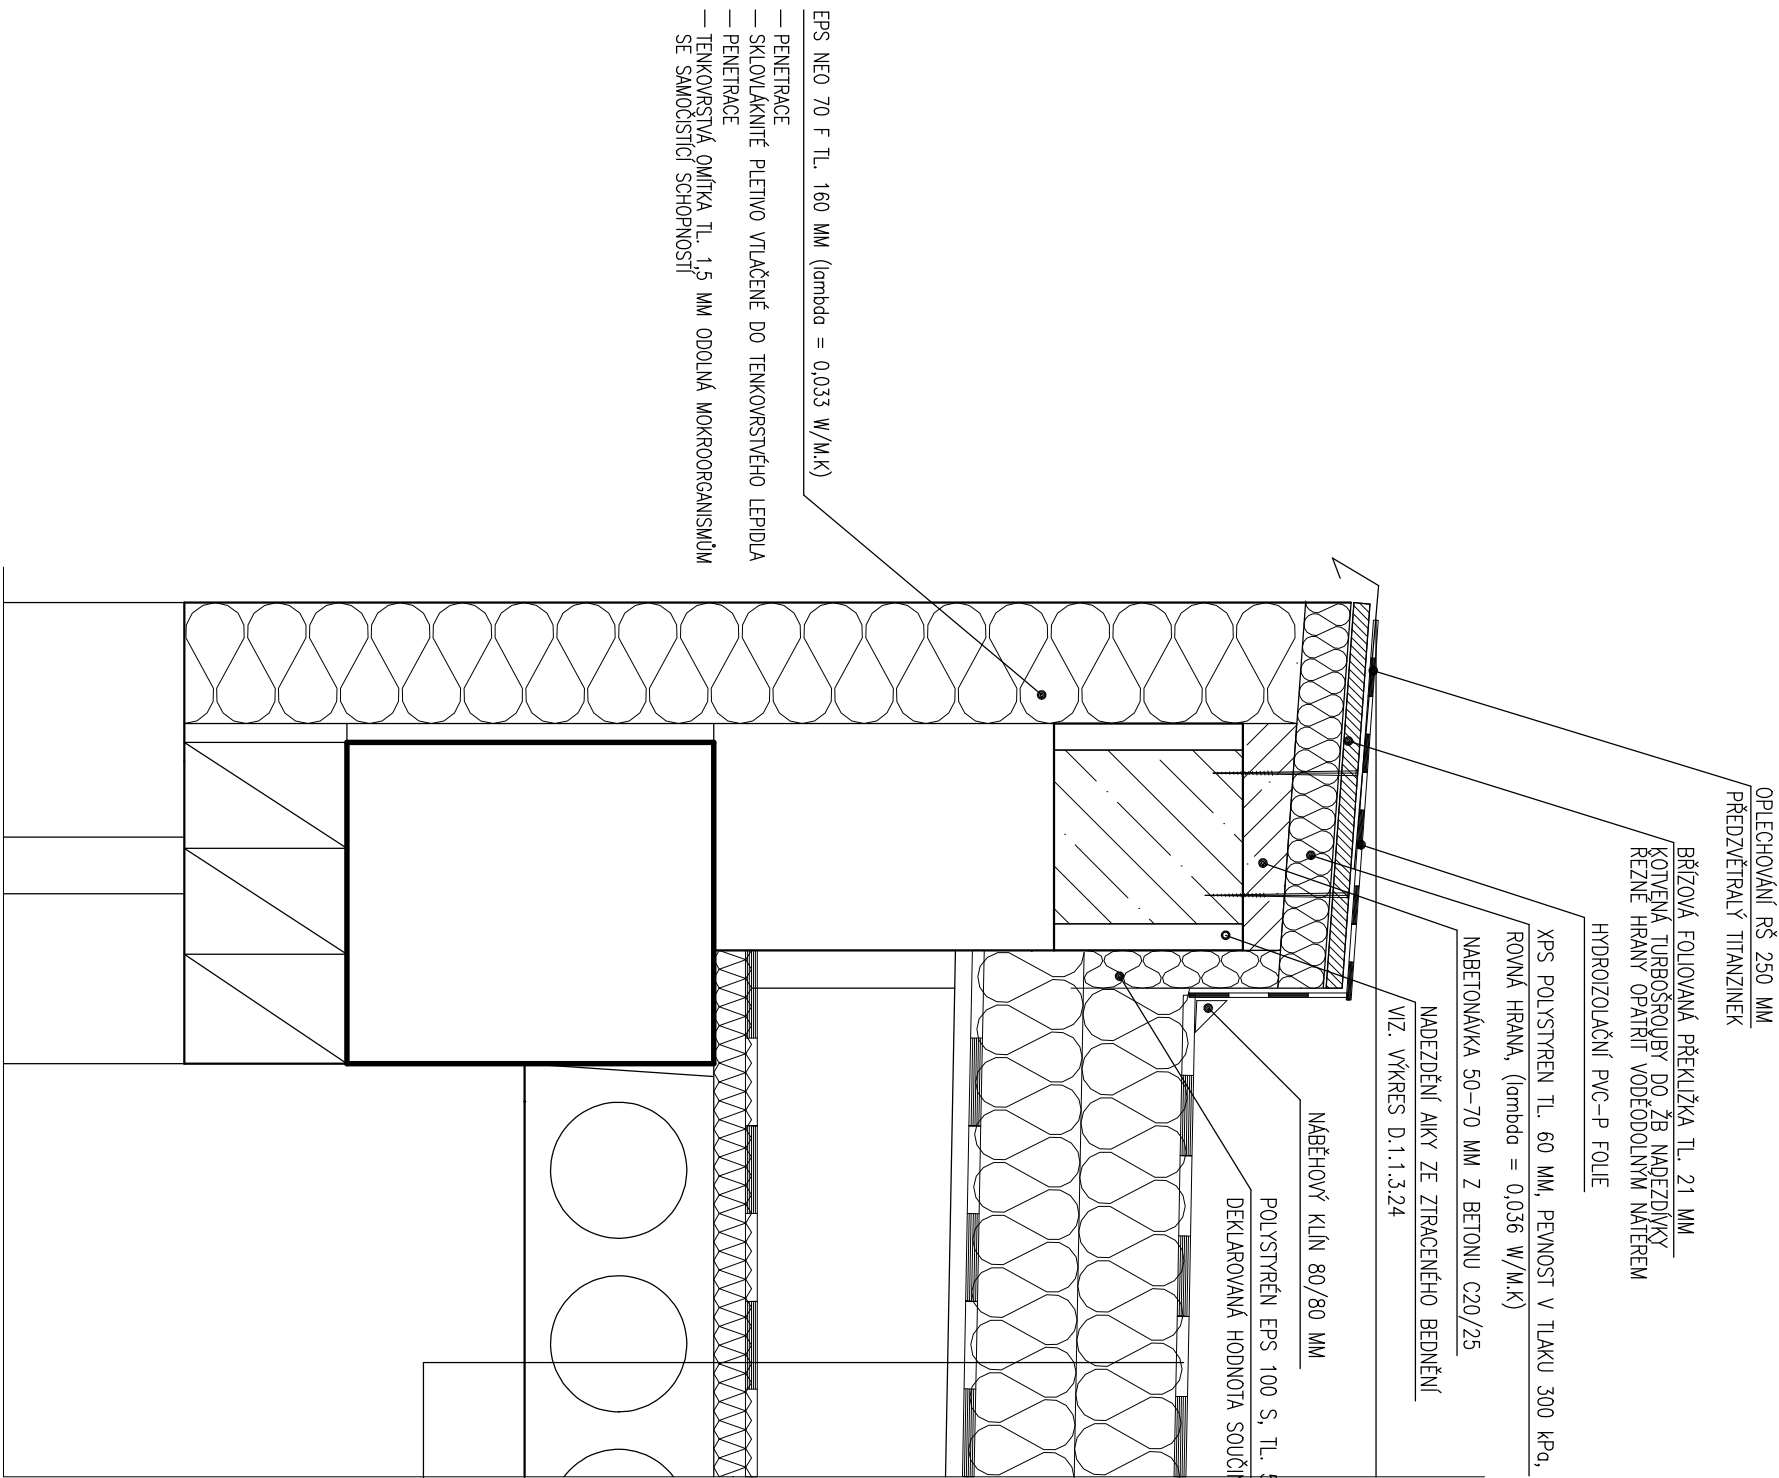 OPLECHOVÁNÍ RŠ 250 MM
PŘEDZVĚTRALÝ TITANZINEK
BŘÍZOVÁ FOLIOVANÁ PŘEKLIŽKA TL. 21 MM
KOTVENÁ TURBOŠROUBY DO ŽB NADEZDÍVKY
ŘEZNÉ HRANY OPATŘIT VODĚODOLNÝM NÁTĚREM
HYDROIZOLAČNÍ PVC-P FOLIE
XPS POLYSTYREN TL. 60 MM, PEVNOST V TLAKU 300 kPa,
ROVNÁ HRANA, (lambda = 0,036 W/M.K)
NABETONÁVKA 50-70 MM Z BETONU C20/25
NADEZDĚNÍ AIKY ZE ZTRACENÉHO BEDNĚNÍ
VIZ. VÝKRES D.1.1.3.24
NÁBĚHOVÝ KLÍN 80/80 MM
POLYSTYRÉN EPS 100 S, TL.
DEKLAROVANÁ HODNOTA
EPS NEO 70 F TL. 160 MM (lambda = 0,033 W/M.K)
— PENETRACE
— SKLOVLÁKNITÉ PLETIVO VTLAČENÉ DO TENKOVRSTVÉHO LEPIDLA
— PENETRACE
— TENKOVRSTVÁ OMÍTKA TL. 1,5 MM ODOLNÁ MOKROORGANISMŮM
SE SAMOČISTÍCÍ SCHOPNOSTÍ